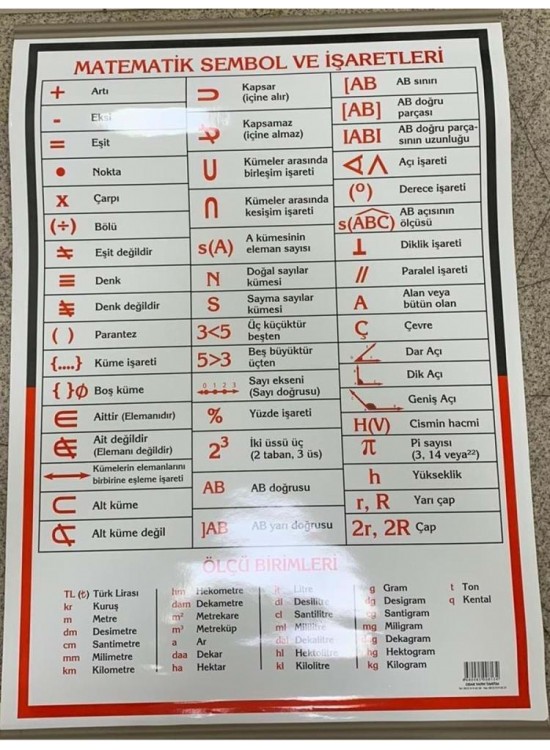 MATEMATİK SEMBOL VE İŞARETLERİ
+ Artı
- Eksi
= Eşit
● Nokta
x Çarpı
(÷) Bölü
≠ Eşit değildir
≡ Denk
≢ Denk değildir
( ) Parantez
{....} Küme işareti
{ }∅ Boş küme
∈ Aittir (Elemanıdır)
∉ Ait değildir
(Elemanı değildir)
↔ Kümelerin elemanlarını
birbirine eşleme işareti
⊂ Alt küme
⊄ Alt küme değil
⊃ Kapsar
(içine alır)
⊅ Kapsamaz
(içine almaz)
∪ Kümeler arasında
birleşim işareti
∩ Kümeler arasında
kesişim işareti
s(A) A kümesinin
eleman sayısı
N Doğal sayılar
kümesi
S Sayma sayılar
kümesi
3<5 Üç küçüktür
beşten
5>3 Beş büyüktür
üçten
0 1 2 3 Sayı ekseni
(Sayı doğrusu)
% Yüzde işareti
2³ İki üssü üç
(2 taban, 3 üs)
AB AB doğrusu
]AB AB yarı doğrusu
[AB AB sınırı
[AB] AB doğru
parçası
IABI AB doğru parça-
sının uzunluğu
∢ Λ Açı işareti
(º) Derece işareti
s(ABC) AB açısının
ölçüsü
⊥ Diklik işareti
// Paralel işareti
A Alan veya
bütün olan
Ç Çevre
Dar Açı
Dik Açı
Geniş Açı
H(V) Cismin hacmi
π Pi sayısı
(3, 14 veya²²)
h Yükseklik
r, R Yarı çap
2r, 2R Çap
ÖLÇÜ BİRİMLERİ
TL (₺) Türk Lirası
kr Kuruş
m Metre
dm Desimetre
cm Santimetre
mm Milimetre
km Kilometre
hm Hekometre
dam Dekametre
m² Metrekare
m³ Metreküp
a Ar
daa Dekar
ha Hektar
lt Litre
dl Desilitre
cl Santilitre
ml Mililitre
dal Dekalitre
hl Hektolitre
kl Kilolitre
g Gram
dg Desigram
cg Santigram
mg Miligram
dag Dekagram
hg Hektogram
kg Kilogram
t Ton
q Kental